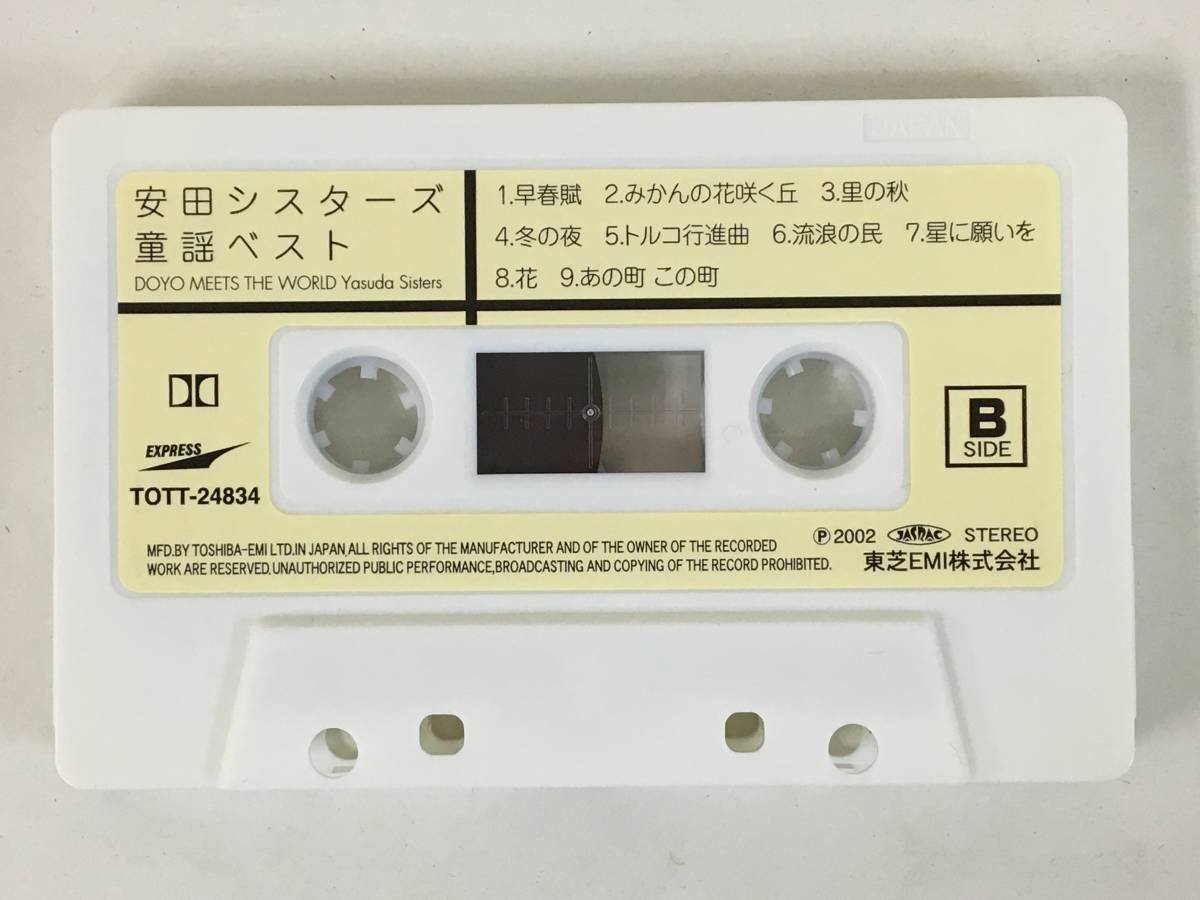 JAPAN
安田シスターズ
童謡ベスト
DOYO MEETS THE WORLD Yasuda Sisters
1.早春賦 2.みかんの花咲く丘 3.里の秋
4.冬の夜 5.トルコ行進曲 6.流浪の民 7.星に願いを
8.花 9.あの町 この町
EXPRESS
TOTT-24834
B
SIDE
MFD.BY TOSHIBA-EMI LTD.IN JAPAN,ALL RIGHTS OF THE MANUFACTURER AND OF THE OWNER OF THE RECORDED
WORK ARE RESERVED.UNAUTHORIZED PUBLIC PERFORMANCE,BROADCASTING AND COPYING OF THE RECORD PROHIBITED.
℗2002 JASRAC STEREO
東芝EMI株式会社